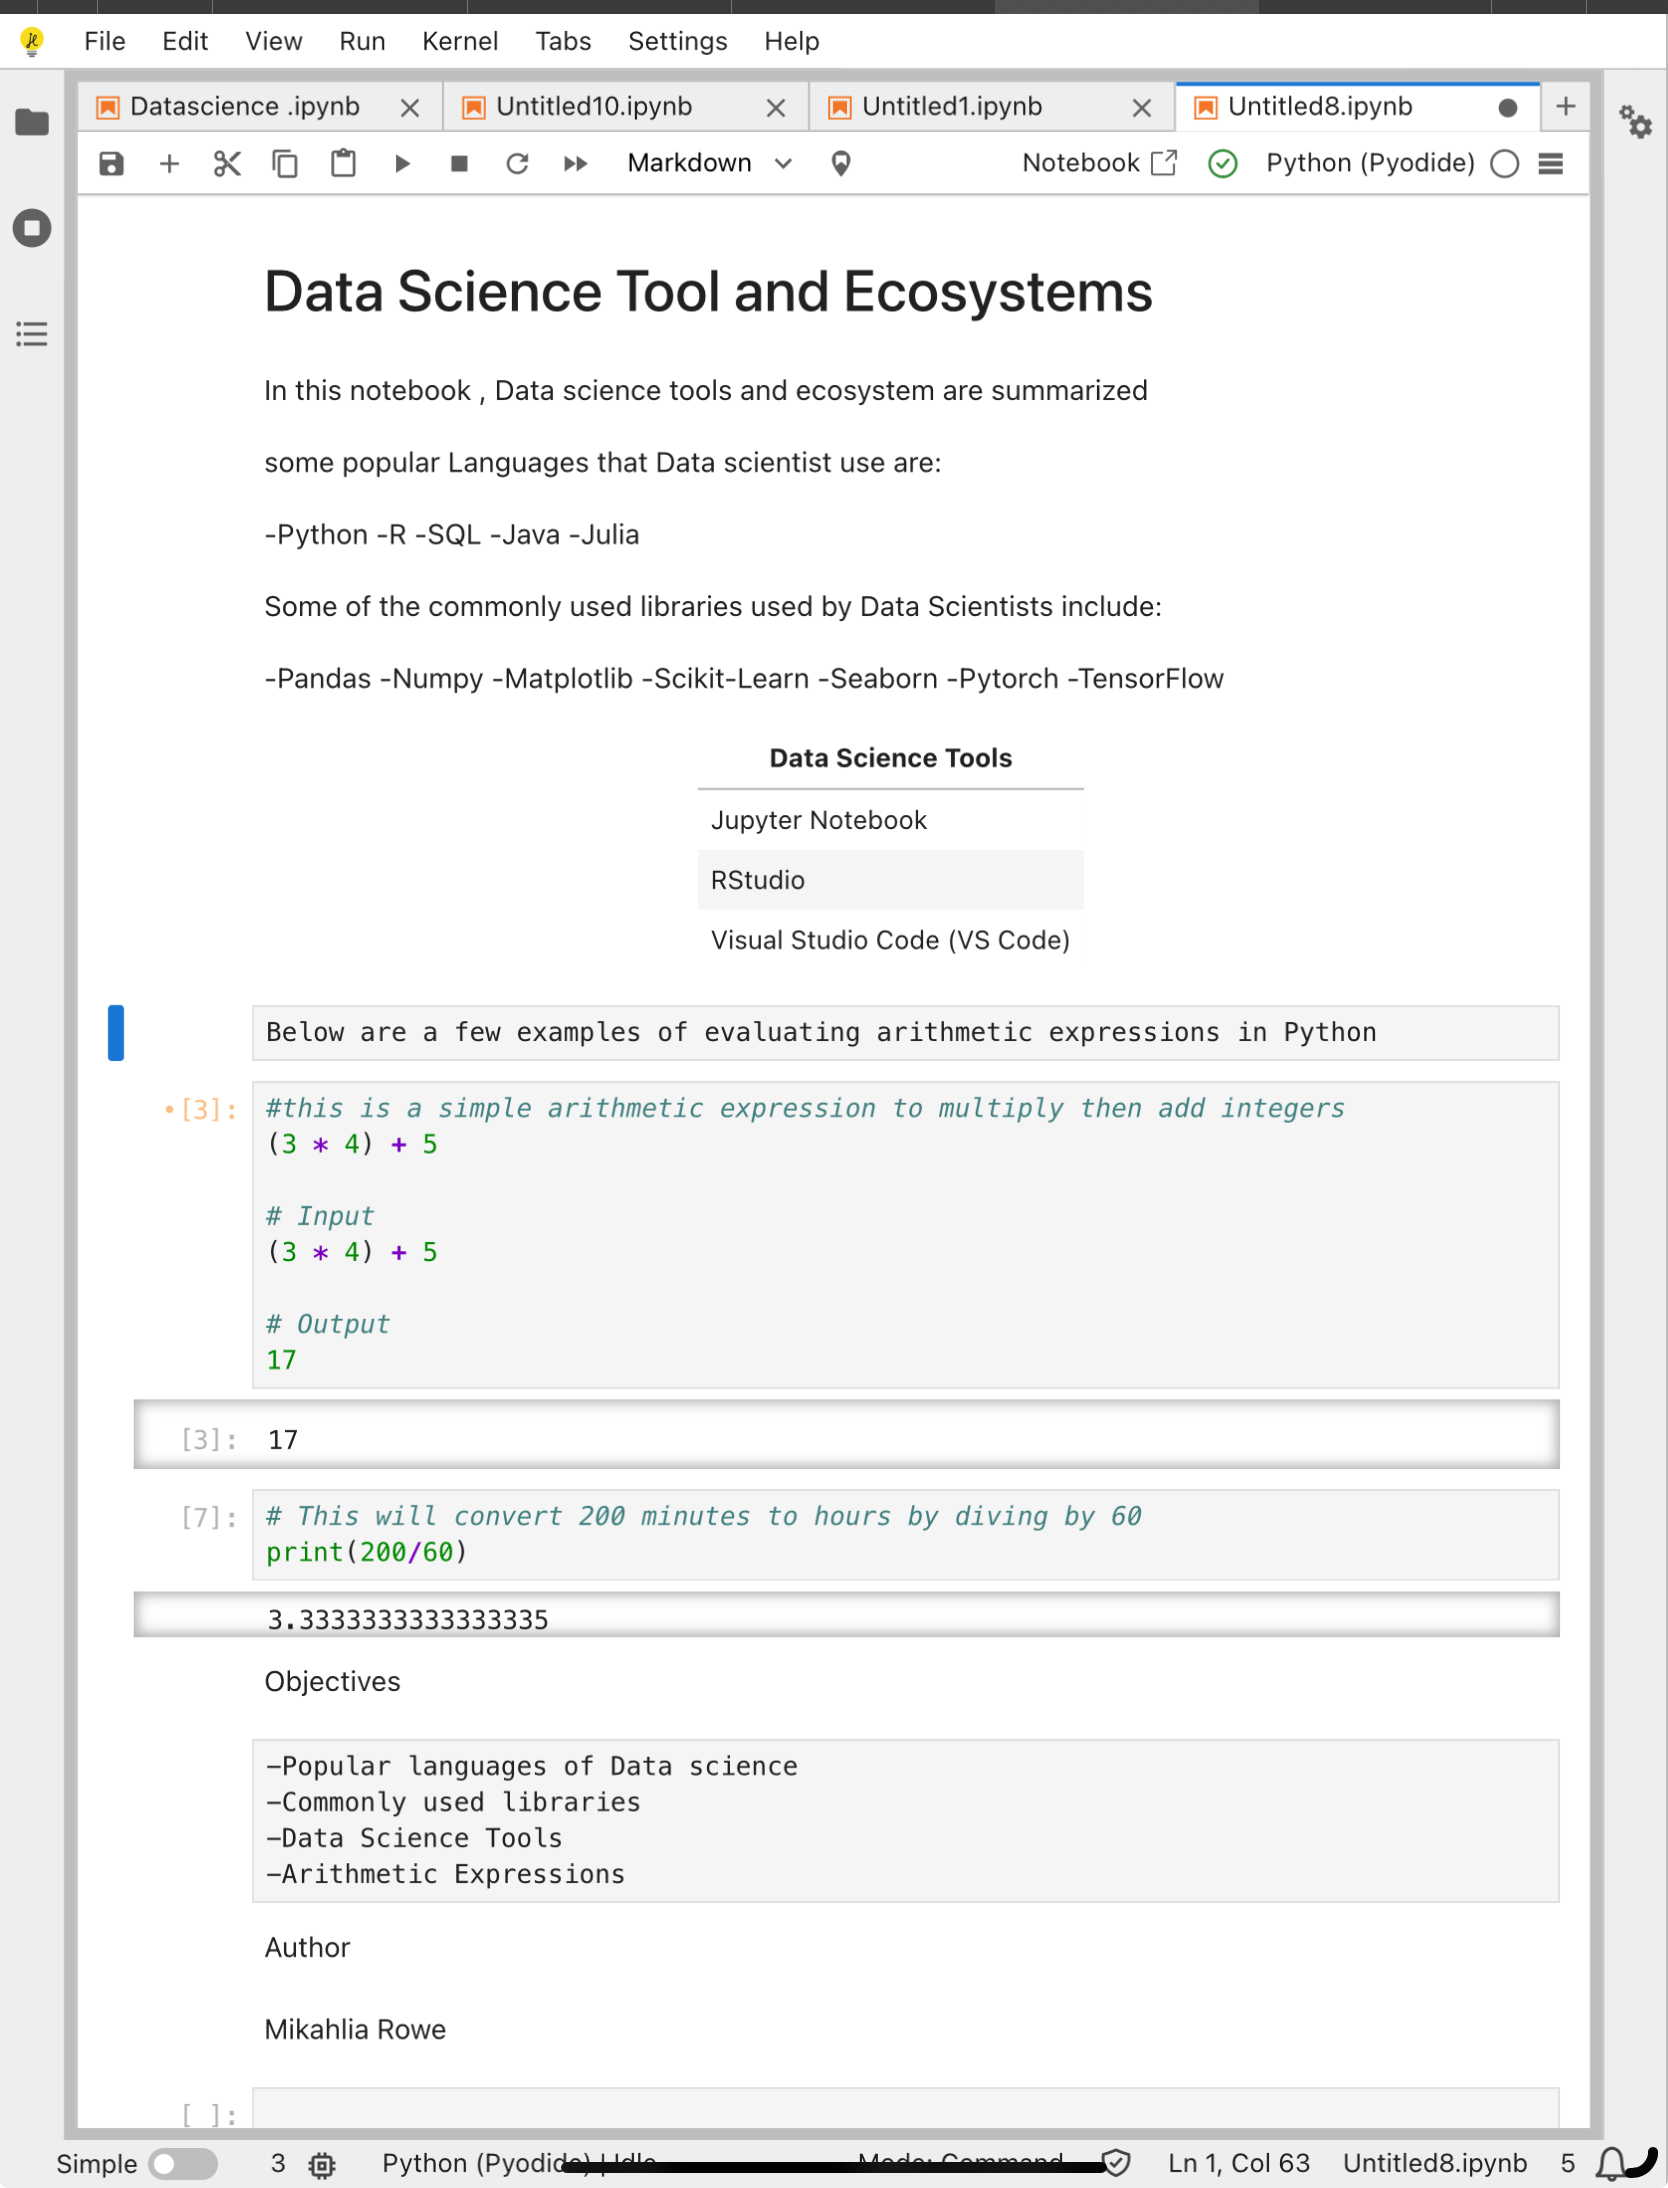 File Edit View Run Kernel Tabs Settings Help
Datascience .ipynb Untitled10.ipynb Untitled1.ipynb Untitled8.ipynb
Markdown Notebook Python (Pyodide)
Data Science Tool and Ecosystems
In this notebook , Data science tools and ecosystem are summarized
some popular Languages that Data scientist use are:
-Python -R -SQL -Java -Julia
Some of the commonly used libraries used by Data Scientists include:
-Pandas -Numpy -Matplotlib -Scikit-Learn -Seaborn -Pytorch -TensorFlow
Data Science Tools
Jupyter Notebook
RStudio
Visual Studio Code (VS Code)
Below are a few examples of evaluating arithmetic expressions in Python
[3]: #this is a simple arithmetic expression to multiply then add integers
(3 * 4) + 5
# Input
(3 * 4) + 5
# Output
17
[3]: 17
[7]: # This will convert 200 minutes to hours by diving by 60
print(200/60)
3.3333333333333335
Objectives
-Popular languages of Data science
-Commonly used libraries
-Data Science Tools
-Arithmetic Expressions
Author
Mikahlia Rowe
[ ]:
Simple 3 Python (Pyodide) | Idle Mode: Command Ln 1, Col 63 Untitled8.ipynb 5